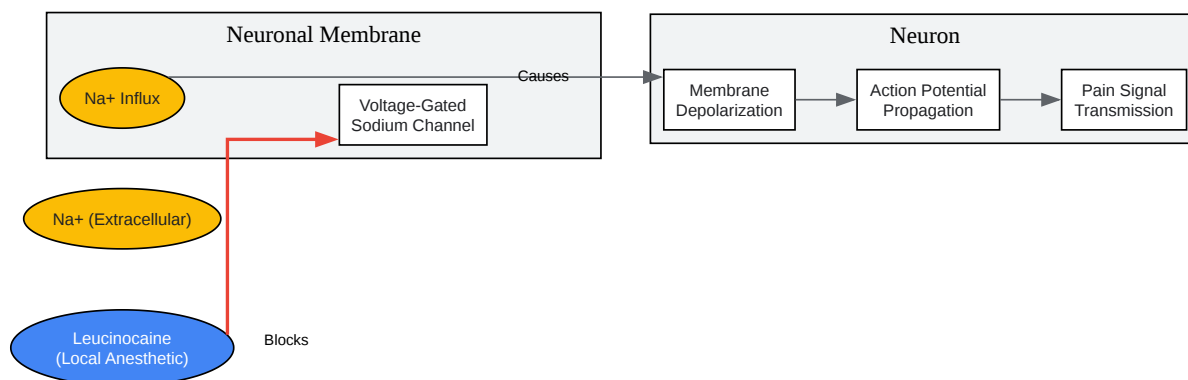 Neuronal Membrane
Neuron
Na+ Influx
Causes
Voltage-Gated
Sodium Channel
Membrane
Depolarization
Action Potential
Propagation
Pain Signal
Transmission
Na+ (Extracellular)
Leucinocaine
(Local Anesthetic)
Blocks